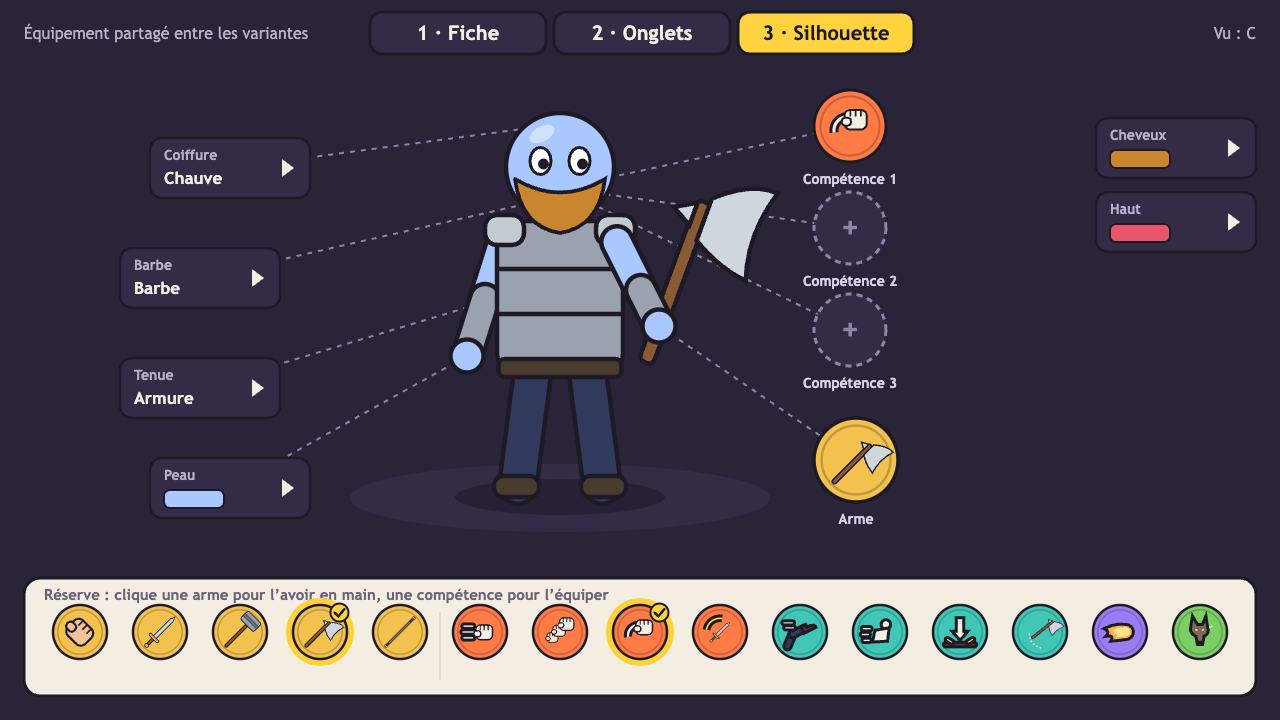 Équipement partagé entre les variantes
1 · Fiche
2 · Onglets
3 · Silhouette
Vu : C
Coiffure
Chauve
Barbe
Barbe
Tenue
Armure
Peau
Compétence 1
+
Compétence 2
+
Compétence 3
Arme
Cheveux
Haut
Réserve : clique une arme pour l’avoir en main, une compétence pour l’équiper